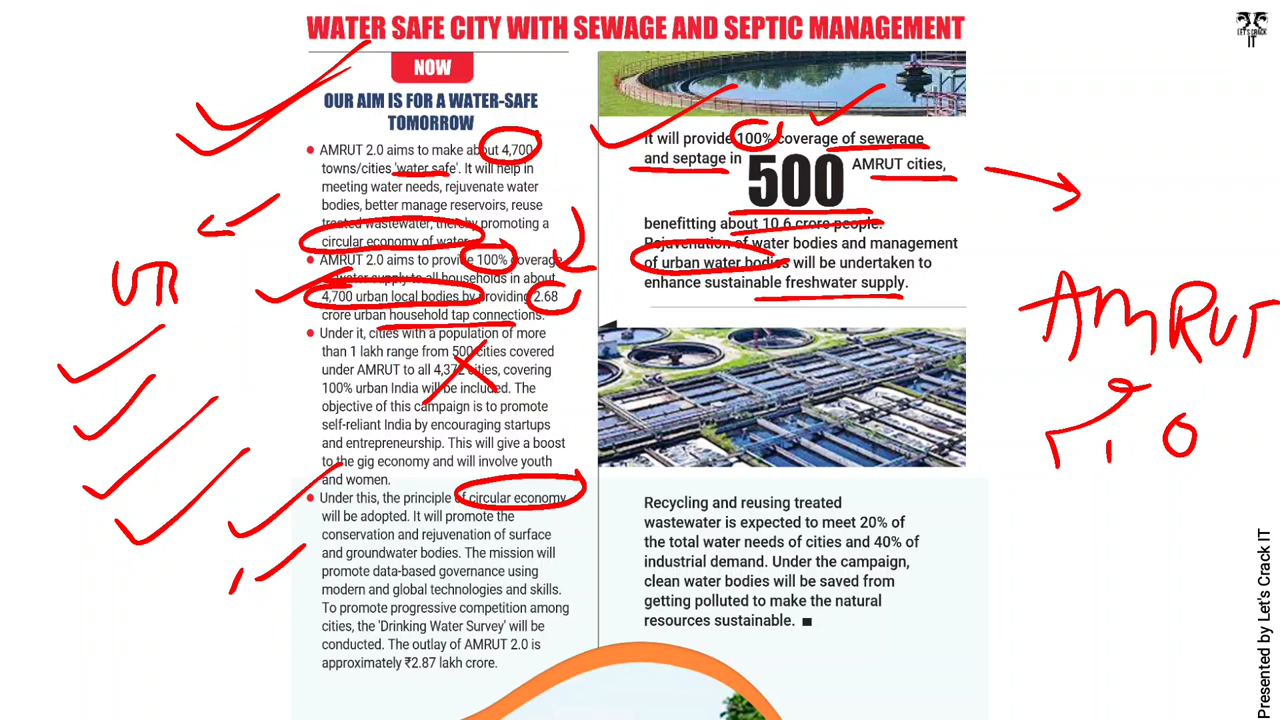 WATER SAFE CITY WITH SEWAGE AND SEPTIC MANAGEMENT
LET'S CRACK
IT
NOW
OUR AIM IS FOR A WATER-SAFE
TOMORROW
AMRUT 2.0 aims to make about 4,700
towns/cities 'water safe'. It will help in
meeting water needs, rejuvenate water
bodies, better manage reservoirs, reuse
treated wastewater, thereby promoting a
circular economy of water.
AMRUT 2.0 aims to provide 100% coverage
of water supply to all households in about
4,700 urban local bodies by providing 2.68
crore urban household tap connections.
Under it, cities with a population of more
than 1 lakh range from 500 cities covered
under AMRUT to all 4,372 cities, covering
100% urban India will be included. The
objective of this campaign is to promote
self-reliant India by encouraging startups
and entrepreneurship. This will give a boost
to the gig economy and will involve youth
and women.
Under this, the principle of circular economy
will be adopted. It will promote the
conservation and rejuvenation of surface
and groundwater bodies. The mission will
promote data-based governance using
modern and global technologies and skills.
To promote progressive competition among
cities, the 'Drinking Water Survey' will be
conducted. The outlay of AMRUT 2.0 is
approximately ₹2.87 lakh crore.
It will provide 100% coverage of sewerage
and septage in 500 AMRUT cities,
benefitting about 10.6 crore people.
Rejuvenation of water bodies and management
of urban water bodies will be undertaken to
enhance sustainable freshwater supply.
Recycling and reusing treated
wastewater is expected to meet 20% of
the total water needs of cities and 40% of
industrial demand. Under the campaign,
clean water bodies will be saved from
getting polluted to make the natural
resources sustainable.
AMRUT
Presented by Let's Crack IT